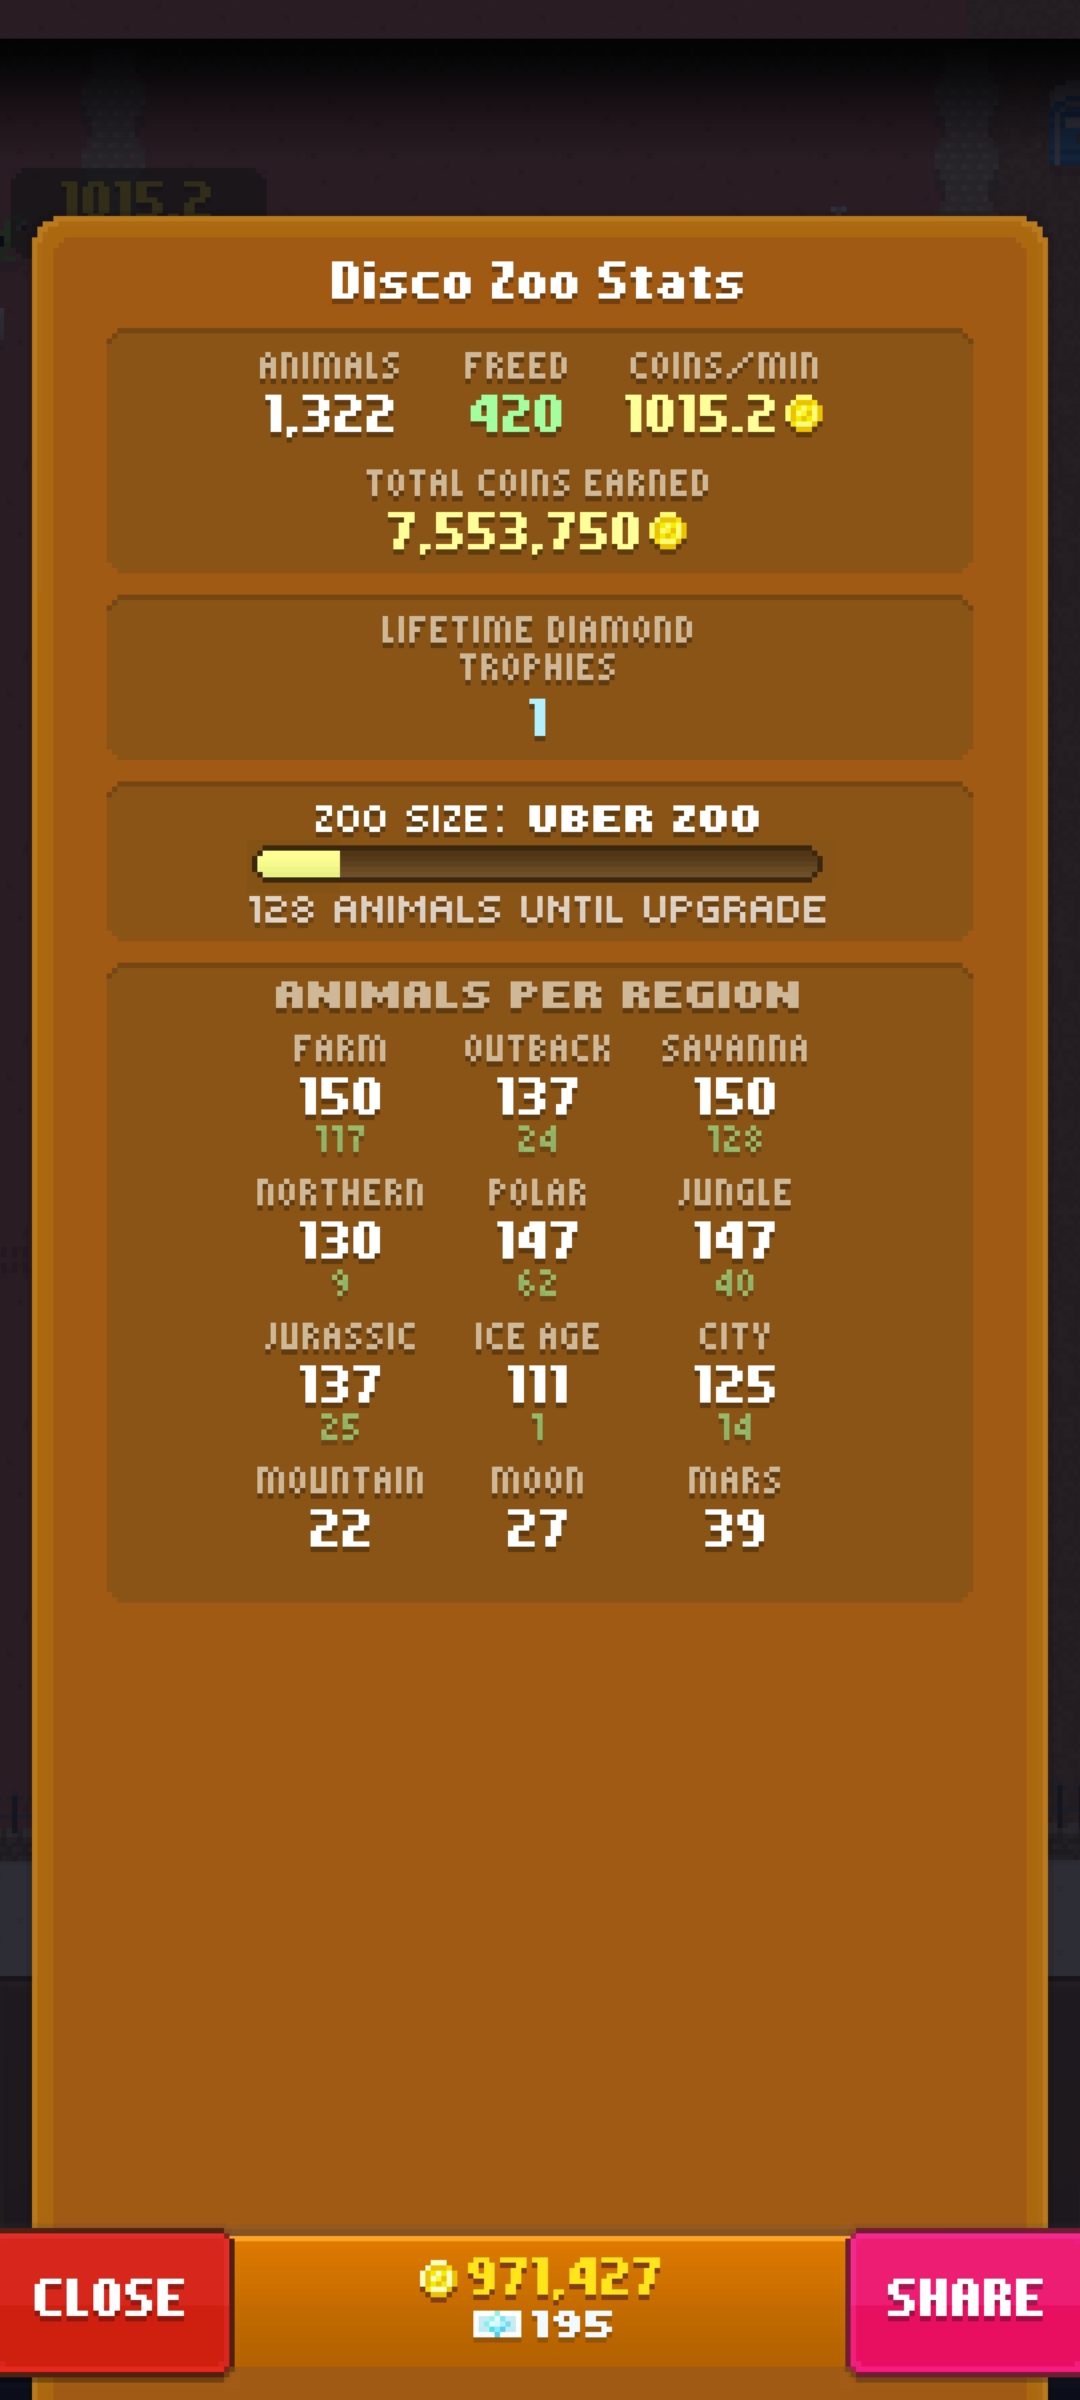 1015.2
Disco Zoo Stats
ANIMALS FREED COINS/MIN
1,322 420 1015.2
TOTAL COINS EARNED
7,553,750
LIFETIME DIAMOND
TROPHIES
1
ZOO SIZE: UBER ZOO
128 ANIMALS UNTIL UPGRADE
ANIMALS PER REGION
FARM OUTBACK SAVANNA
150 137 150
117 24 128
NORTHERN POLAR JUNGLE
130 147 147
9 62 40
JURASSIC ICE AGE CITY
137 111 125
25 1 14
MOUNTAIN MOON MARS
22 27 39
CLOSE 971,427 SHARE
195